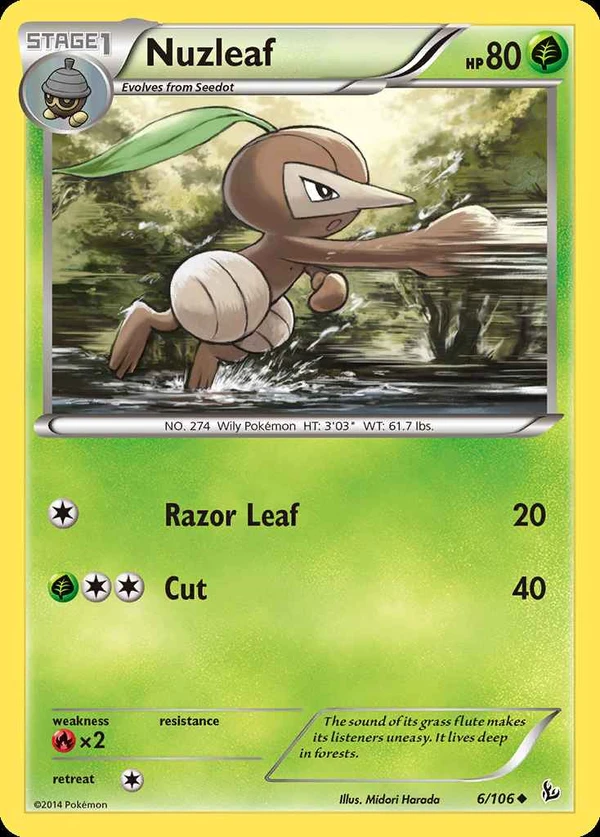 STAGE1
Nuzleaf
HP80
Evolves from Seedot
NO. 274 Wily Pokémon HT: 3'03" WT: 61.7 lbs.
Razor Leaf 20
Cut 40
weakness resistance
×2
The sound of its grass flute makes
its listeners uneasy. It lives deep
in forests.
retreat
©2014 Pokémon
Illus. Midori Harada
6/106